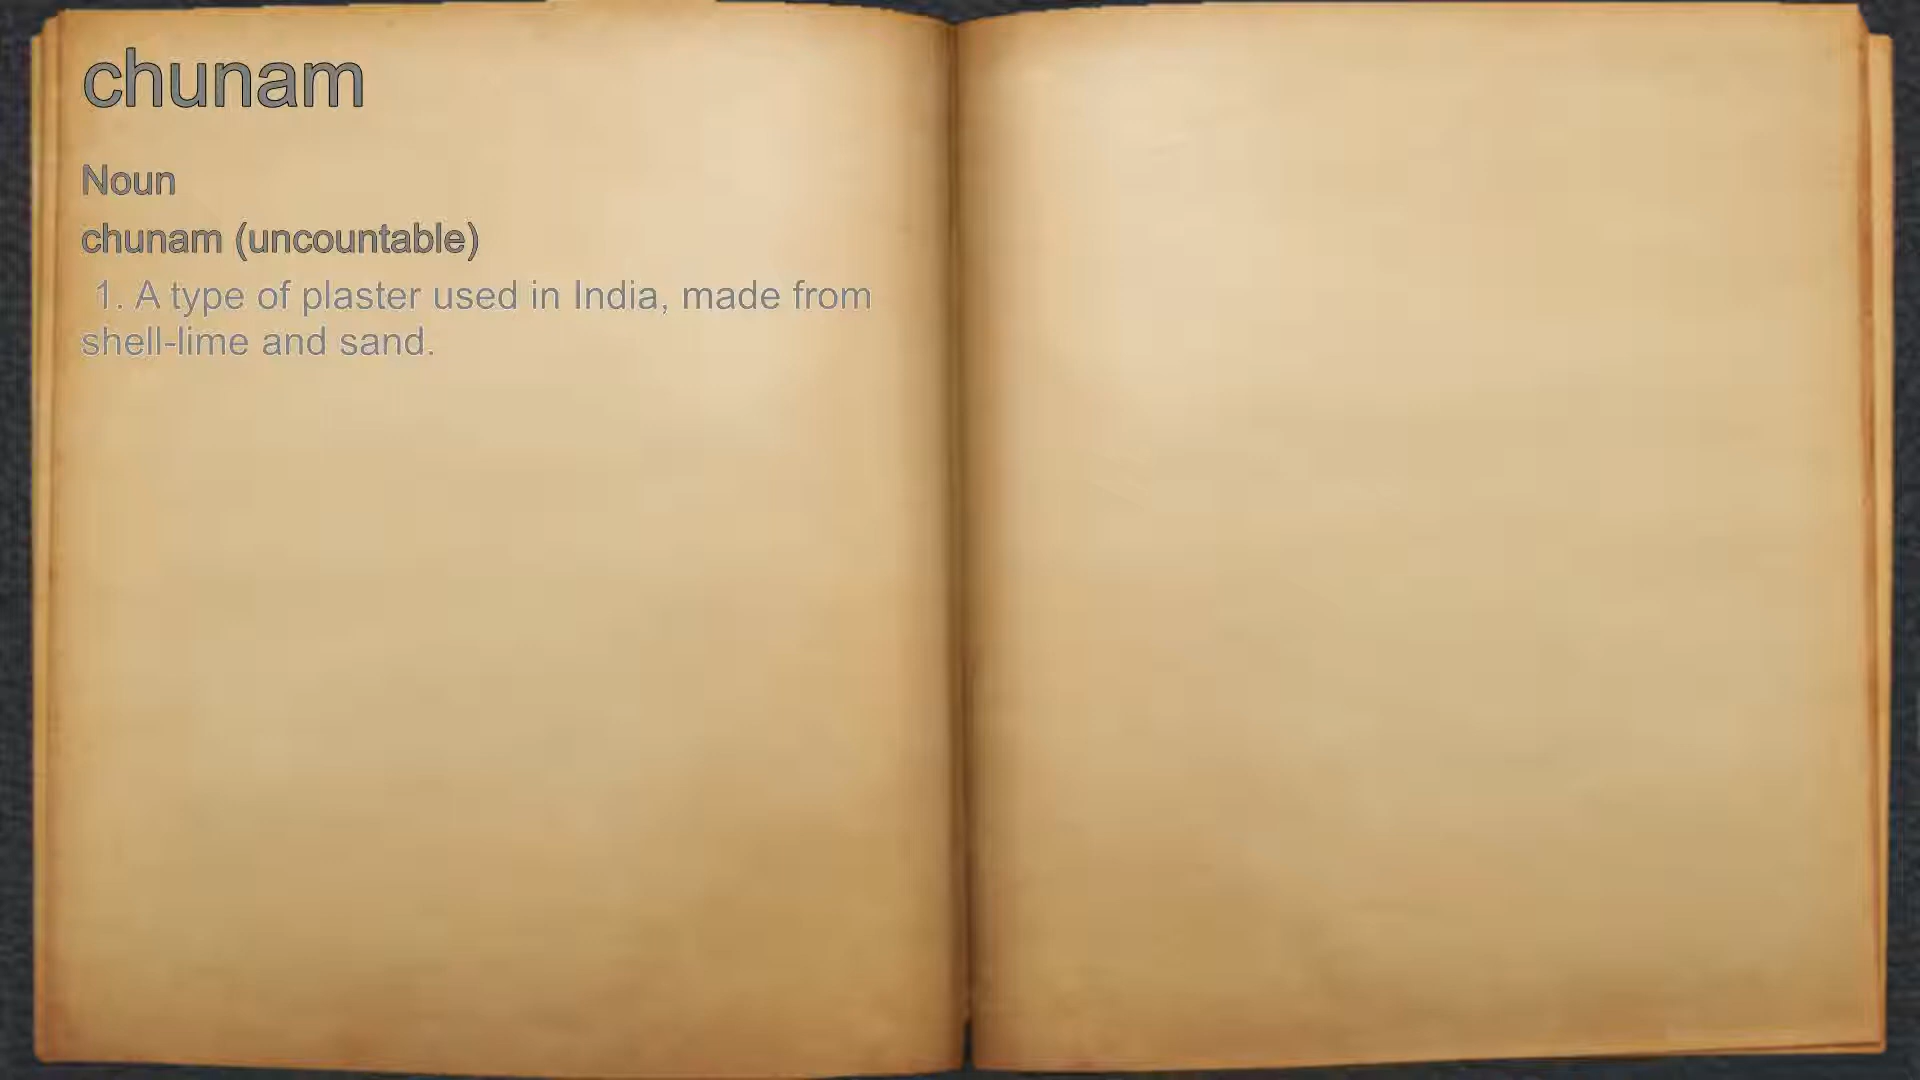 chunam
Noun
chunam (uncountable)
1. A type of plaster used in India, made from
shell-lime and sand.